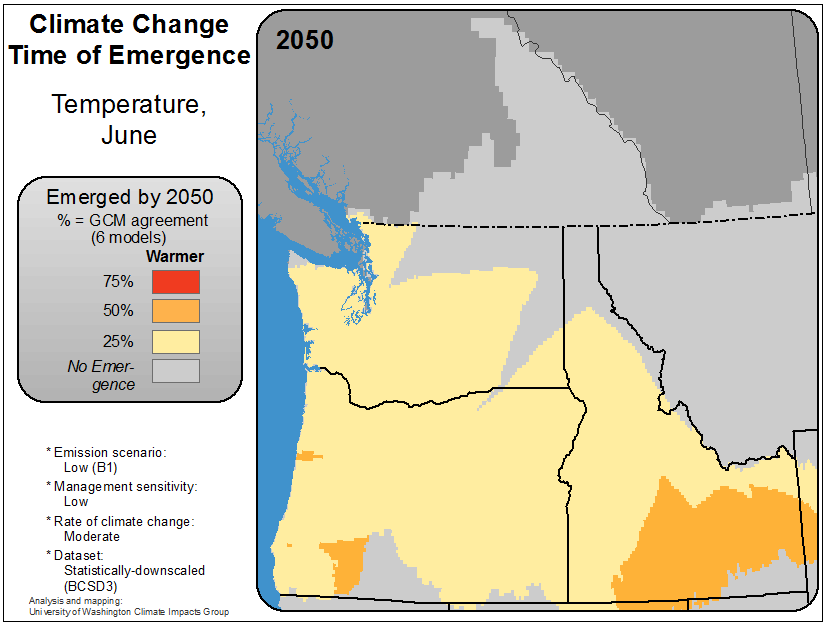 Climate Change
Time of Emergence
Temperature,
June
Emerged by 2050
% = GCM agreement
(6 models)
Warmer
75%
50%
25%
No Emer-
gence
* Emission scenario:
Low (B1)
* Management sensitivity:
Low
* Rate of climate change:
Moderate
* Dataset:
Statistically-downscaled
(BCSD3)
Analysis and mapping:
University of Washington Climate Impacts Group
2050